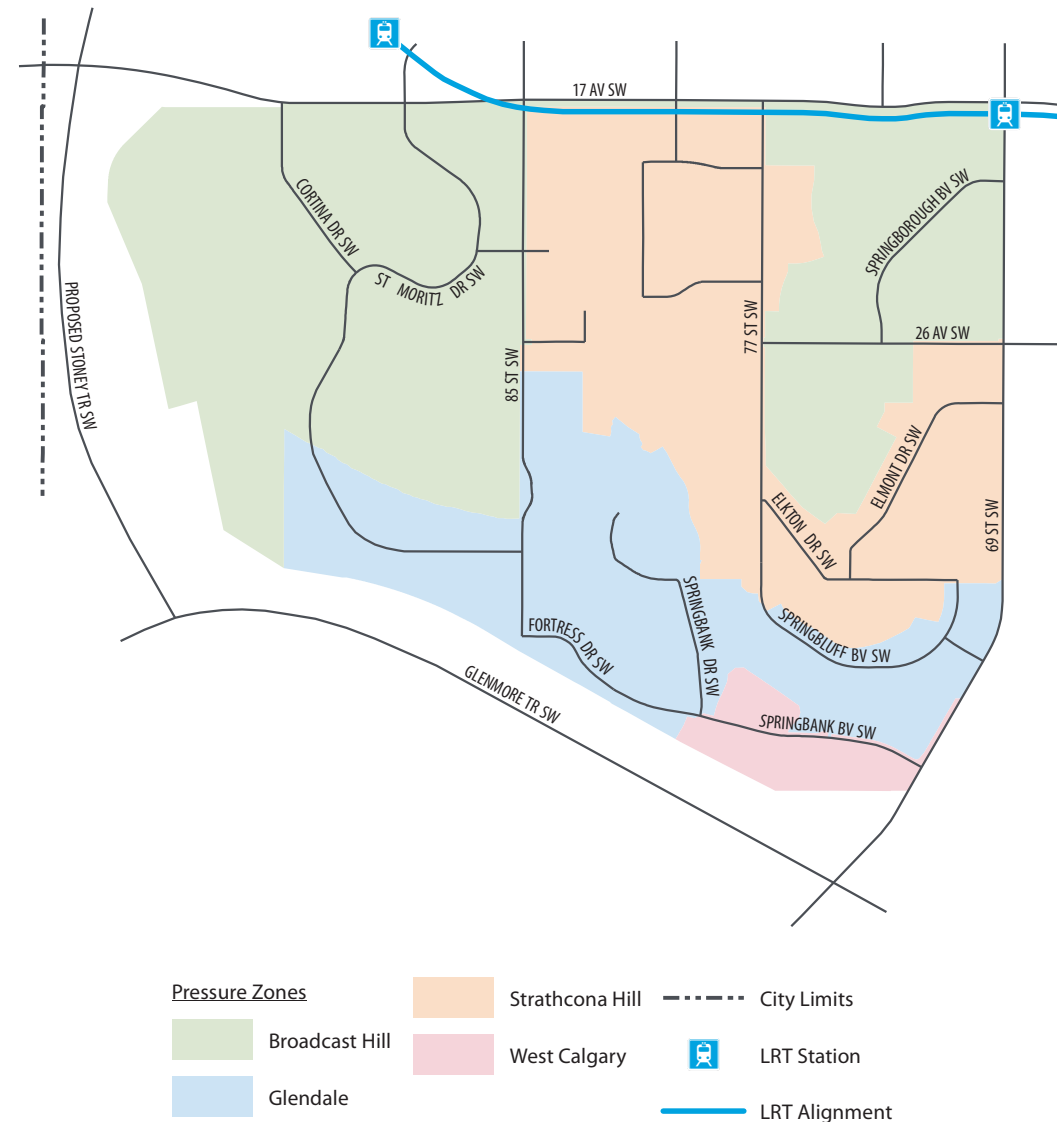 17 AV SW
CORTINA DR SW
SPRINGBOROUGH BV SW
ST MORITZ DR SW
PROPOSED STONEY TR SW
77 ST SW
26 AV SW
85 ST SW
ELMONT DR SW
ELKTON DR SW
69 ST SW
SPRINGBANK DR SW
FORTRESS DR SW
SPRINGBLUFF BV SW
GLENMORE TR SW
SPRINGBANK BV SW
Pressure Zones
Broadcast Hill
Glendale
Strathcona Hill
West Calgary
City Limits
LRT Station
LRT Alignment